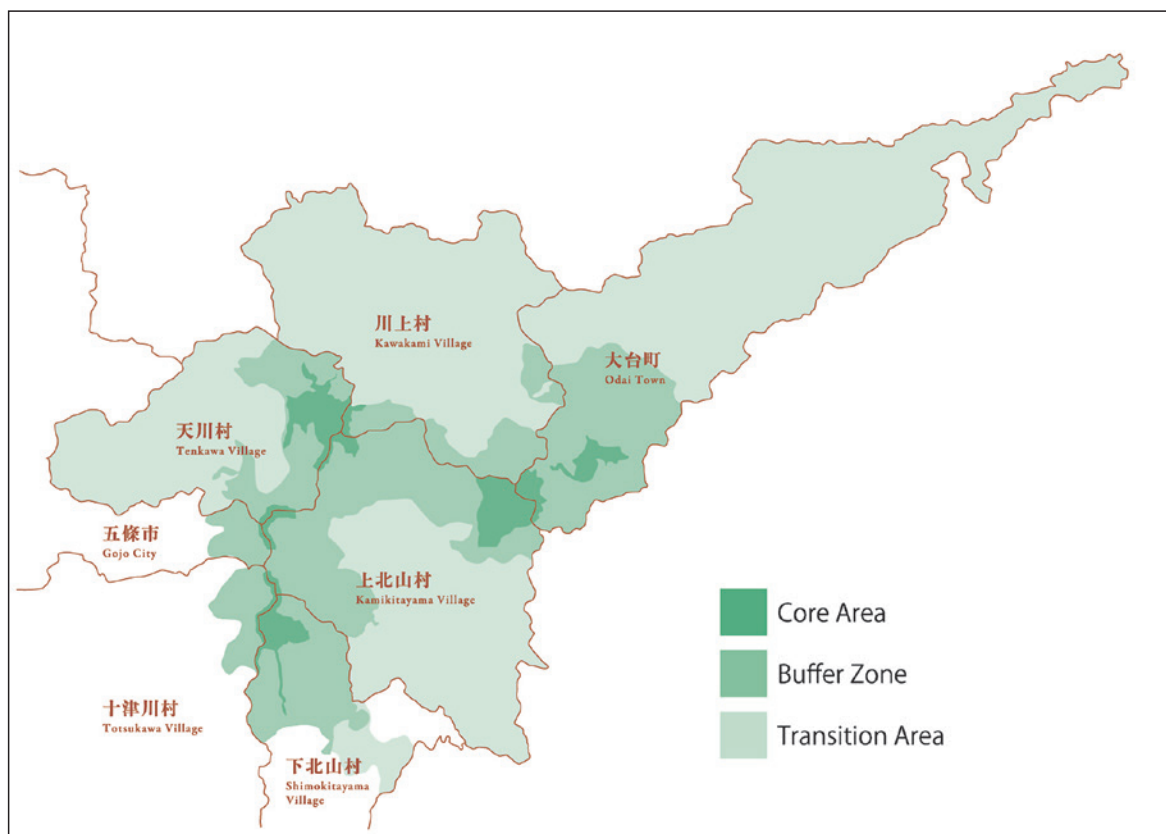 川上村
Kawakami Village
大台町
Odai Town
天川村
Tenkawa Village
五條市
Gojo City
上北山村
Kamikitayama Village
十津川村
Totsukawa Village
下北山村
Shimokitayama
Village
Core Area
Buffer Zone
Transition Area